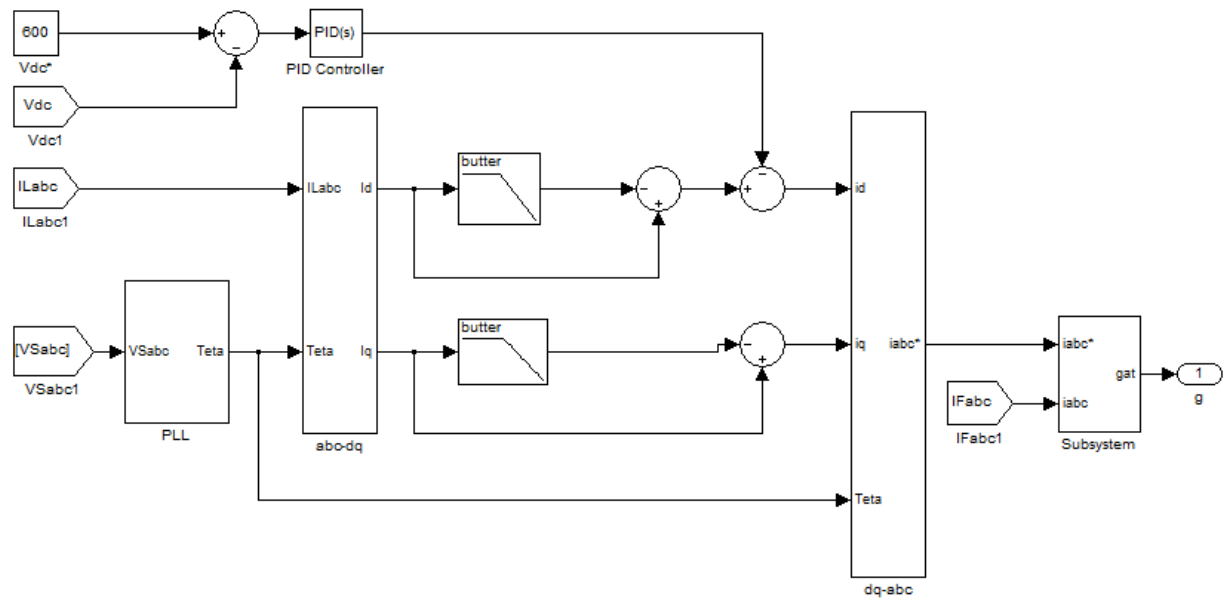 600
Vdc*
+
−
PID(s)
PID Controller
Vdc
Vdc1
ILabc
ILabc1
ILabc
Id
butter
−
+
−
+
id
[VSabc]
VSabc1
VSabc
Teta
PLL
Teta
Iq
abc-dq
butter
−
+
iq
iabc*
Teta
dq-abc
IFabc
IFabc1
iabc*
gat
iabc
Subsystem
1
g